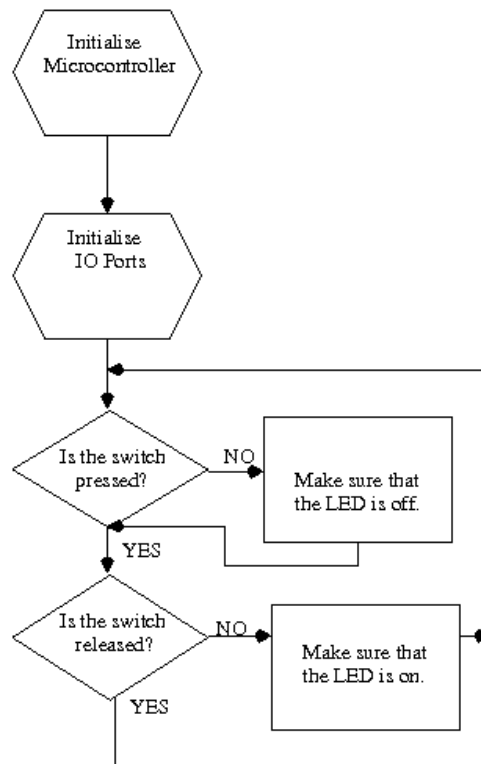 Initialise
Microcontroller
Initialise
IO Ports
Is the switch
pressed?
NO
Make sure that
the LED is off.
YES
Is the switch
released?
NO
Make sure that
the LED is on.
YES